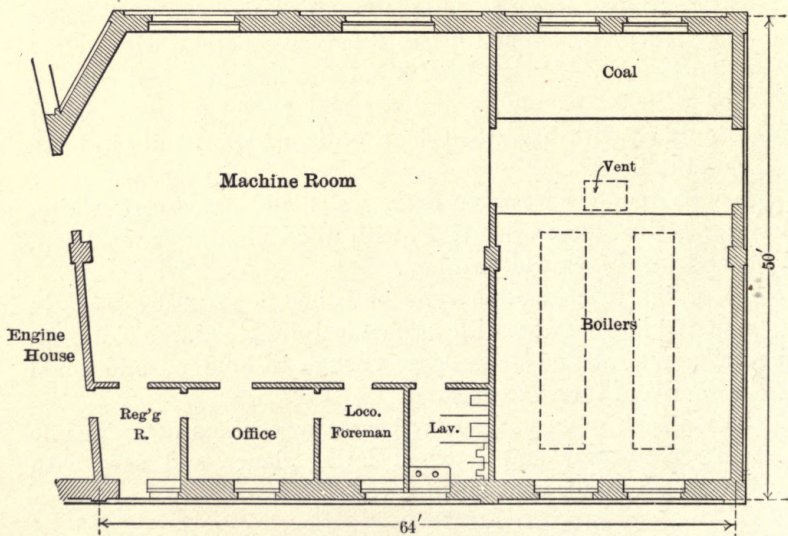 Coal
Machine Room
Vent
50'
Boilers
Engine
House
Reg'g
R.
Office
Loco.
Foreman
Lav.
64'